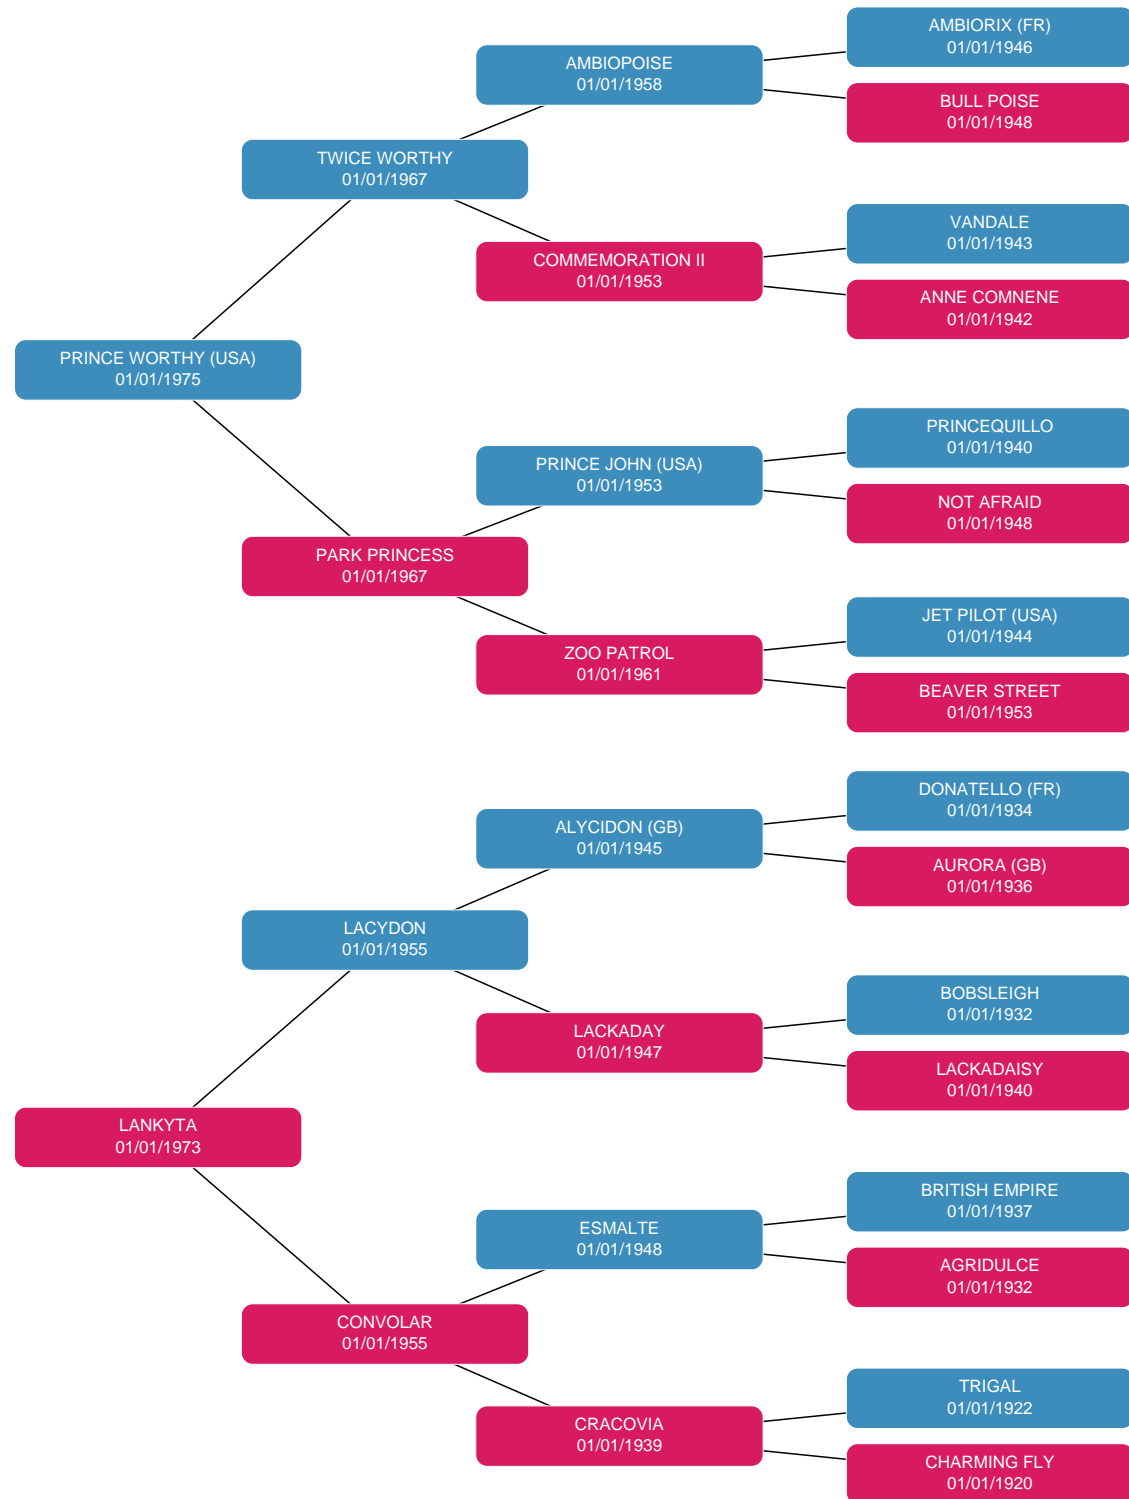 AMBIORIX (FR)
01/01/1946
AMBIOPOISE
01/01/1958
BULL POISE
01/01/1948
TWICE WORTHY
01/01/1967
VANDALE
01/01/1943
COMMEMORATION II
01/01/1953
ANNE COMNENE
01/01/1942
PRINCE WORTHY (USA)
01/01/1975
PRINCEQUILLO
01/01/1940
PRINCE JOHN (USA)
01/01/1953
NOT AFRAID
01/01/1948
PARK PRINCESS
01/01/1967
JET PILOT (USA)
01/01/1944
ZOO PATROL
01/01/1961
BEAVER STREET
01/01/1953
DONATELLO (FR)
01/01/1934
ALYCIDON (GB)
01/01/1945
AURORA (GB)
01/01/1936
LACYDON
01/01/1955
BOBSLEIGH
01/01/1932
LACKADAY
01/01/1947
LACKADAISY
01/01/1940
LANKYTA
01/01/1973
BRITISH EMPIRE
01/01/1937
ESMALTE
01/01/1948
AGRIDULCE
01/01/1932
CONVOLAR
01/01/1955
TRIGAL
01/01/1922
CRACOVIA
01/01/1939
CHARMING FLY
01/01/1920